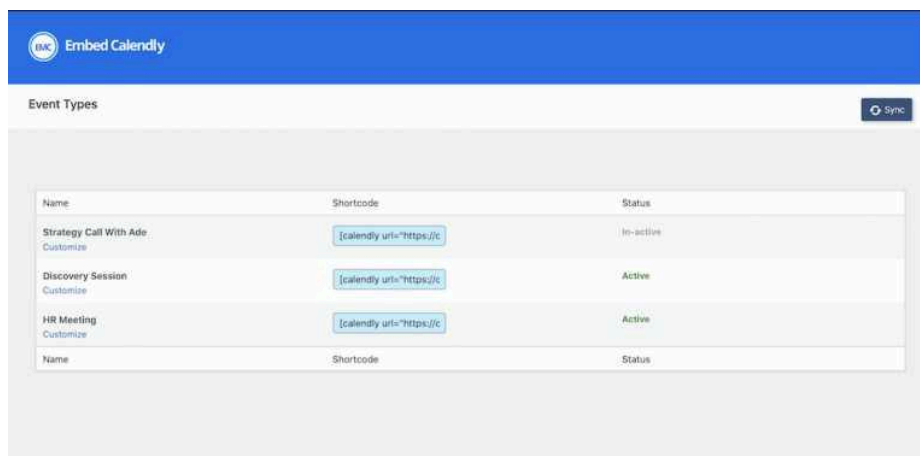 EMC Embed Calendly
Event Types
Sync
Name Shortcode Status
Strategy Call With Ade [calendly url="https://c In-active
Customize
Discovery Session [calendly url="https://c Active
Customize
HR Meeting [calendly url="https://c Active
Customize
Name Shortcode Status